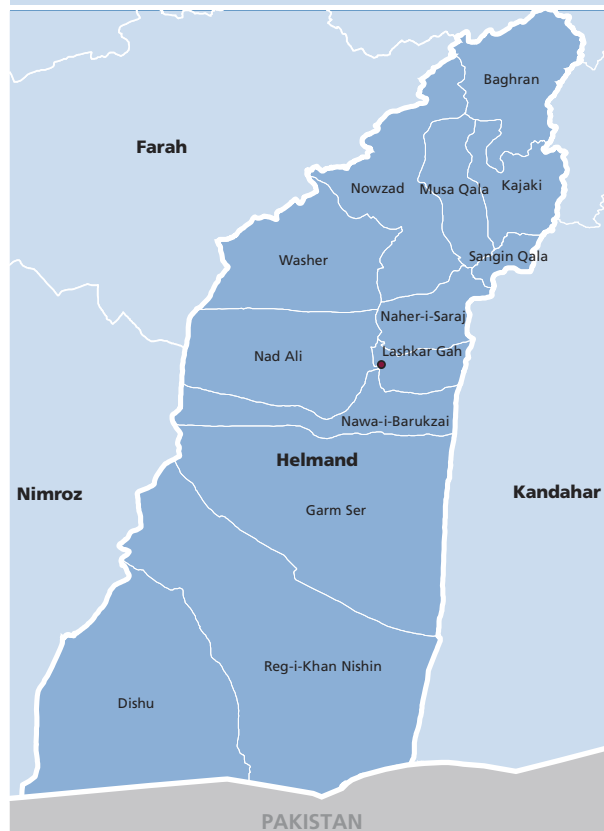 Baghran
Farah
Nowzad
Musa Qala
Kajaki
Washer
Sangin Qala
Naher-i-Saraj
Nad Ali
Lashkar Gah
Nawa-i-Barukzai
Helmand
Nimroz
Kandahar
Garm Ser
Reg-i-Khan Nishin
Dishu
PAKISTAN